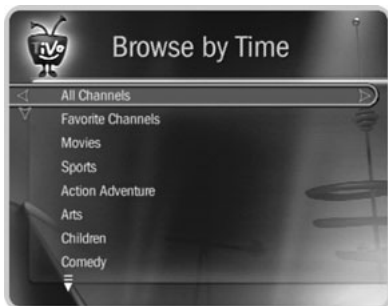 TiVo
Browse by Time
All Channels
Favorite Channels
Movies
Sports
Action Adventure
Arts
Children
Comedy